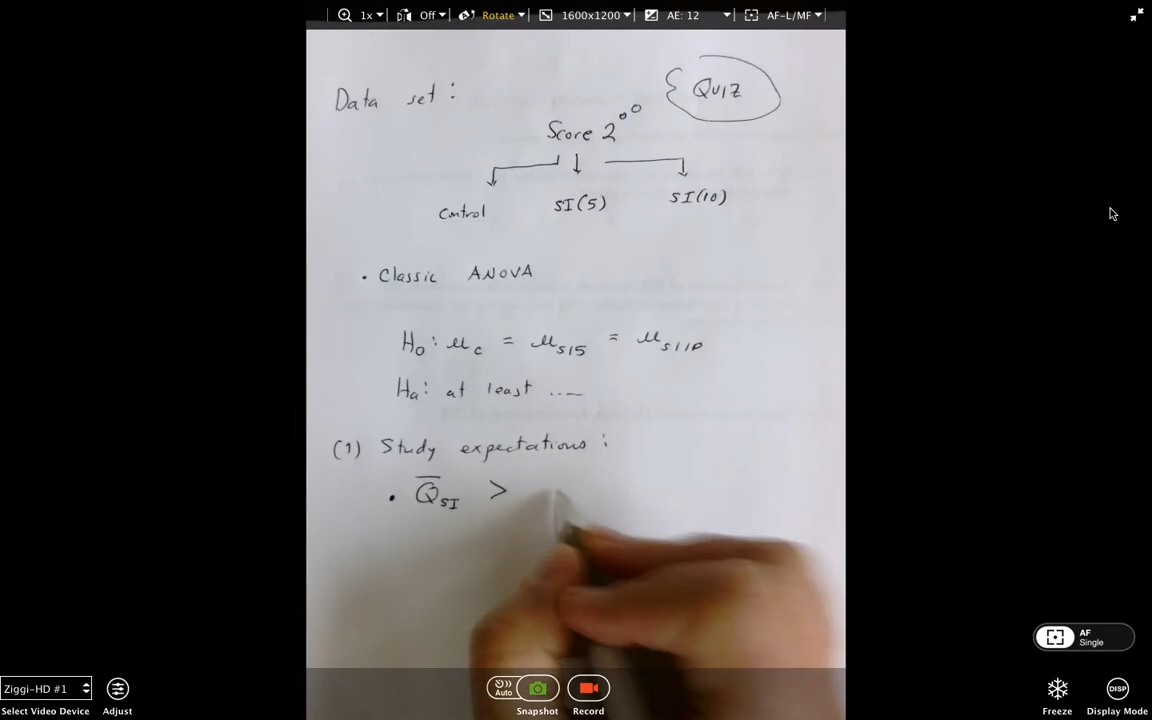 1x Off Rotate 1600x1200 AE: 12 AF-L/MF
Data set: { QUIZ
Score 2
Control SI(5) SI(10)
• Classic ANOVA
H0: μc = μSI5 = μSI10
Ha: at least ....
(1) Study expectations:
• Q̅SI >
AF
Single
Ziggi-HD #1
Select Video Device
Adjust
Auto
Snapshot
Record
Freeze
DISP
Display Mode